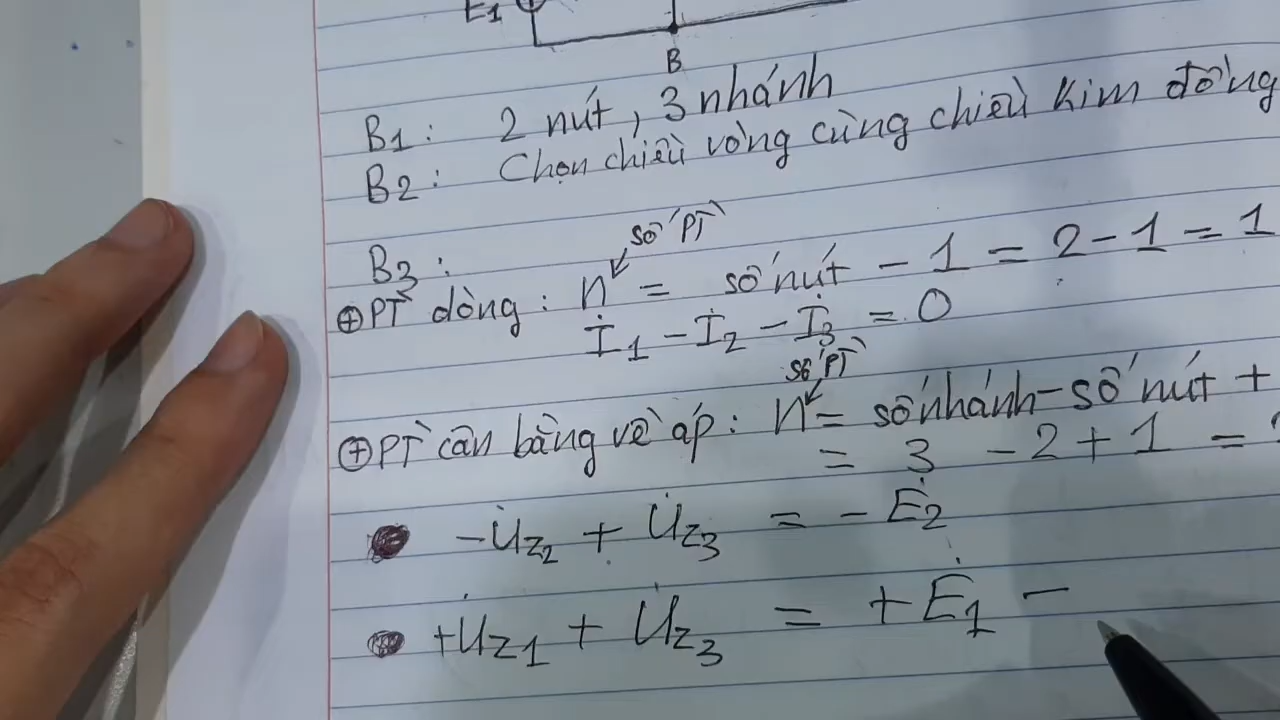 E1
B
B1: 2 nút, 3 nhánh
B2: Chọn chiều vòng cùng chiều kim đồng
số PT
B3:
⊕PT dòng: n = số nút - 1 = 2 - 1 = 1
İ1 - İ2 - İ3 = 0
số PT
⊕PT cân bằng về áp: n = số nhánh - số nút +
= 3 - 2 + 1 =
-U̇z2 + U̇z3 = -Ė2
+U̇z1 + U̇z3 = +Ė1 -